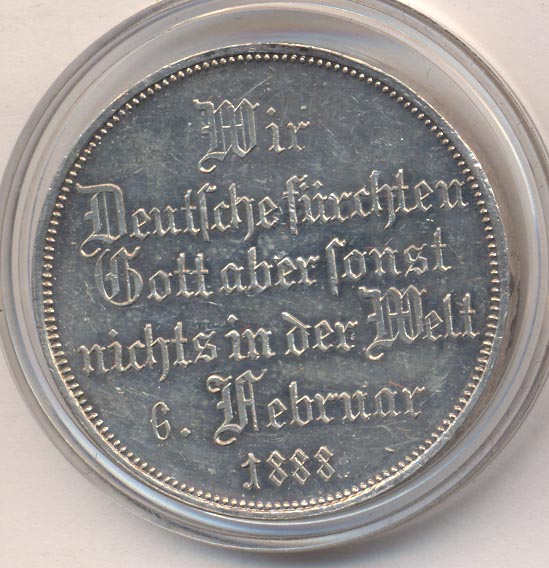 Wir
Deutſche fürchten
Gott aber ſonst
nichts in der Welt
6. Februar
1888